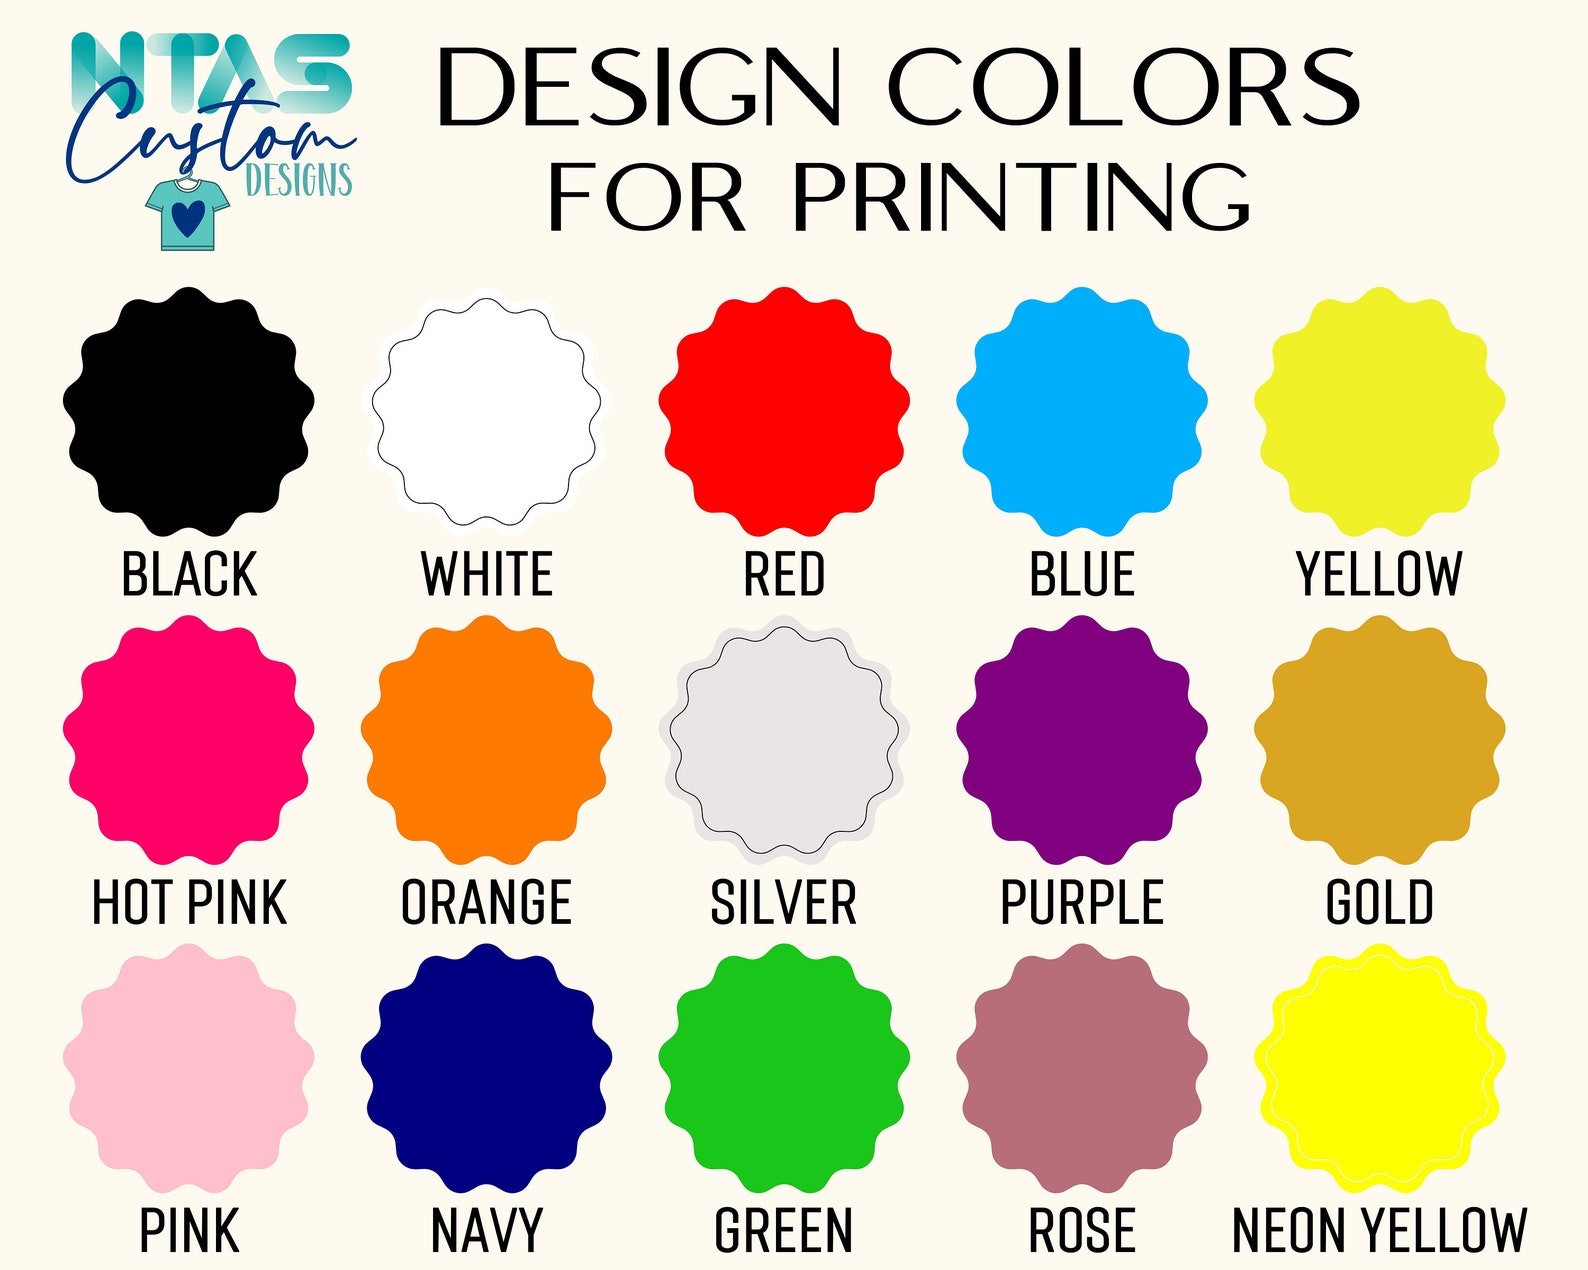 NTAS
Custom
DESIGNS
DESIGN COLORS
FOR PRINTING
BLACK WHITE RED BLUE YELLOW
HOT PINK ORANGE SILVER PURPLE GOLD
PINK NAVY GREEN ROSE NEON YELLOW